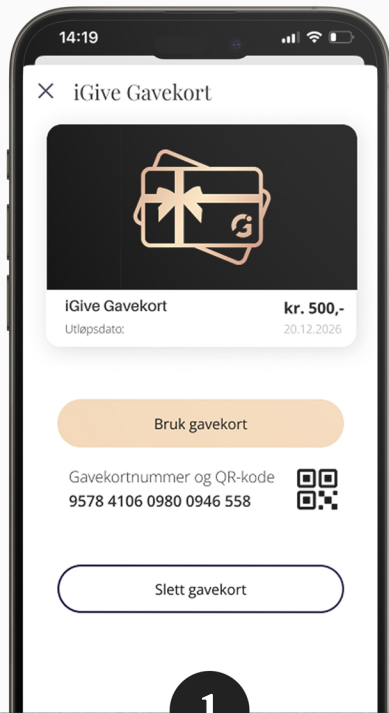 14:19
iGive Gavekort
iGive Gavekort
kr. 500,-
Utløpsdato:
20.12.2026
Bruk gavekort
Gavekortnummer og QR-kode
9578 4106 0980 0946 558
Slett gavekort
1